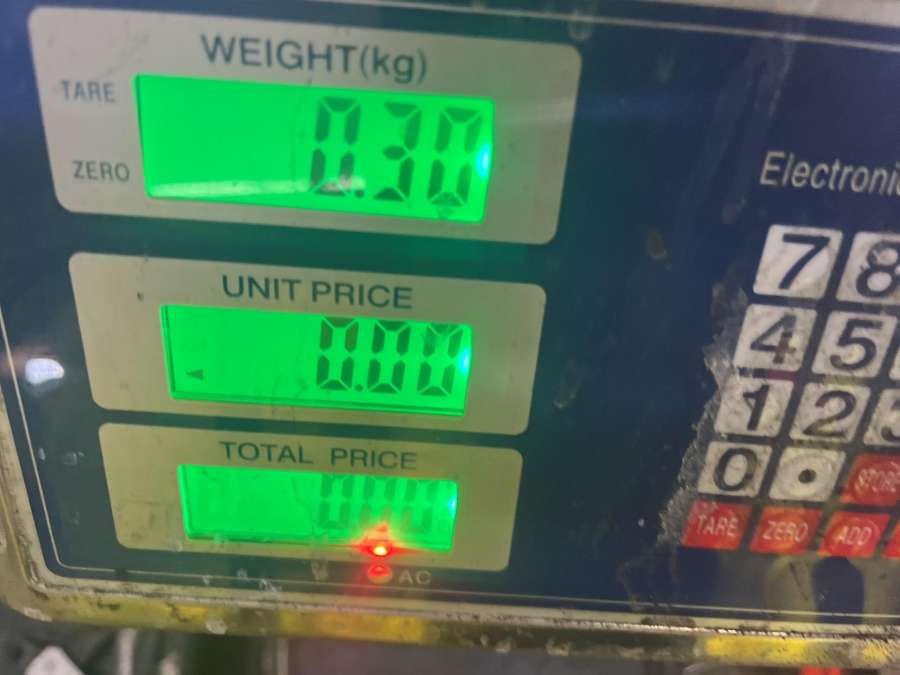 WEIGHT(kg)
TARE
0.30
ZERO
UNIT PRICE
0.00
TOTAL PRICE
0.00
AC
7 8
4 5
1 2
0 .
STORE
TARE ZERO ADD